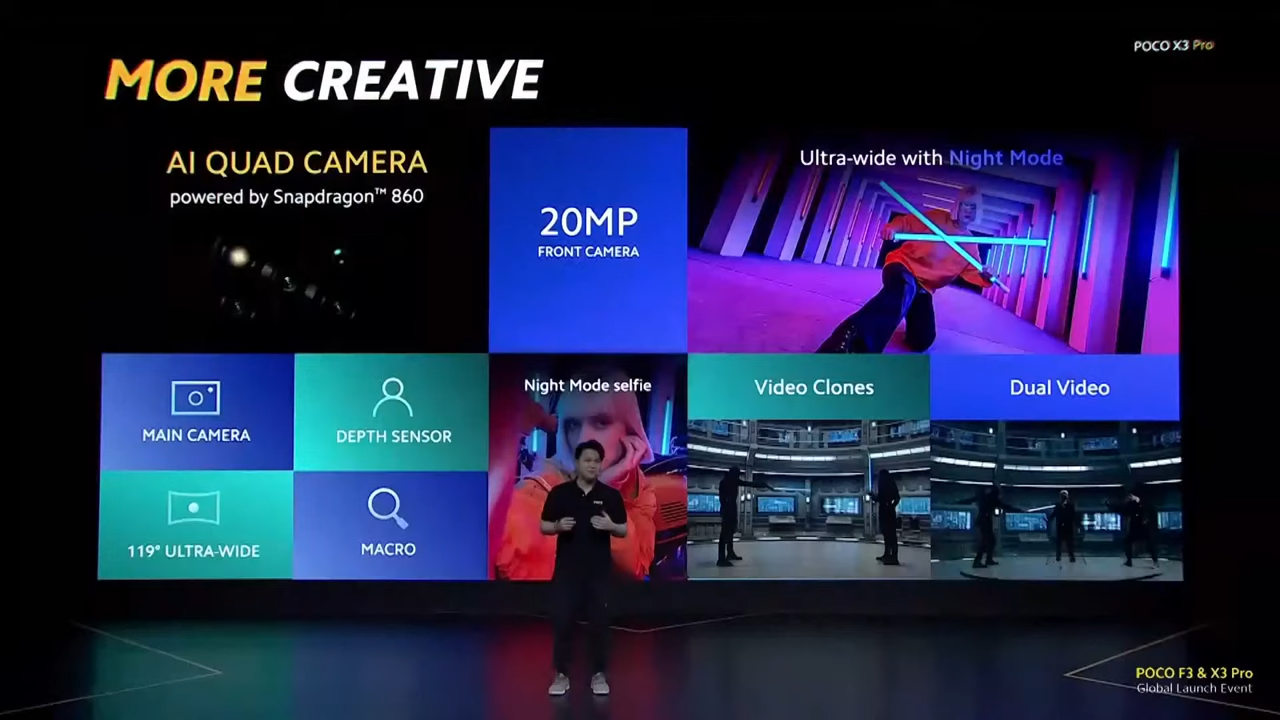 POCO X3 Pro
MORE CREATIVE
AI QUAD CAMERA
powered by Snapdragon™ 860
20MP
FRONT CAMERA
Ultra-wide with Night Mode
MAIN CAMERA
DEPTH SENSOR
119° ULTRA-WIDE
MACRO
Night Mode selfie
Video Clones
Dual Video
POCO F3 & X3 Pro
Global Launch Event